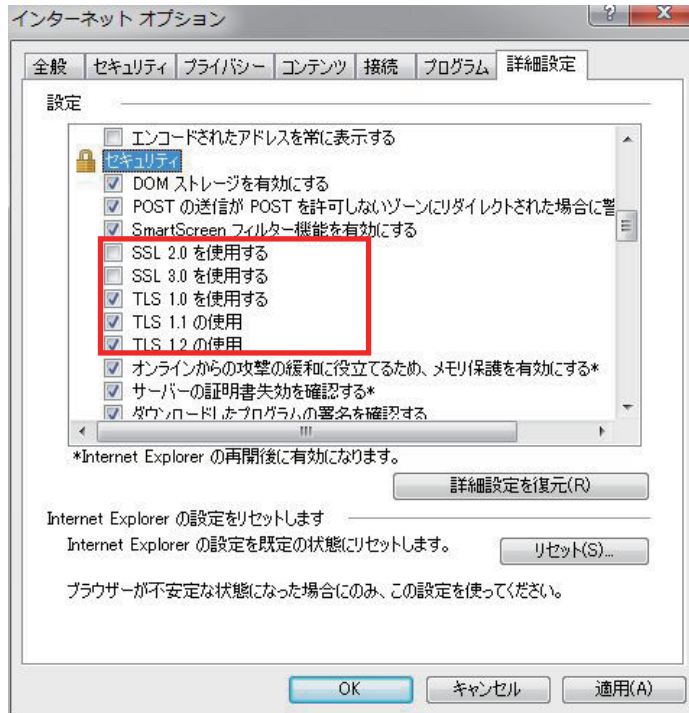 インターネット オプション
全般 セキュリティ プライバシー コンテンツ 接続 プログラム 詳細設定
設定
エンコードされたアドレスを常に表示する
セキュリティ
DOM ストレージを有効にする
POST の送信が POST を許可しないゾーンにリダイレクトされた場合に警
SmartScreen フィルター機能を有効にする
SSL 2.0 を使用する
SSL 3.0 を使用する
TLS 1.0 を使用する
TLS 1.1 の使用
TLS 1.2 の使用
オンラインからの攻撃の緩和に役立てるため、メモリ保護を有効にする*
サーバーの証明書失効を確認する*
ダウンロードしたプログラムの署名を確認する
*Internet Explorer の再開後に有効になります。
詳細設定を復元(R)
Internet Explorer の設定をリセットします
Internet Explorer の設定を既定の状態にリセットします。
リセット(S)...
ブラウザーが不安定な状態になった場合にのみ、この設定を使ってください。
OK キャンセル 適用(A)